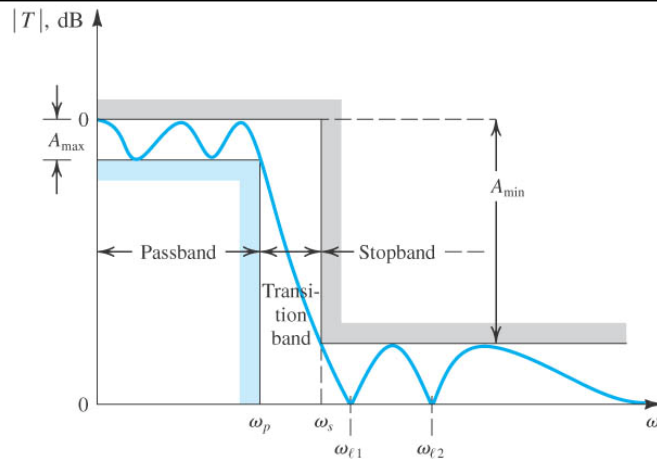 |T|, dB
0
A_max
A_min
Passband
Stopband
Transi-
tion
band
0
ω_p
ω_s
ω
ω_ℓ1
ω_ℓ2